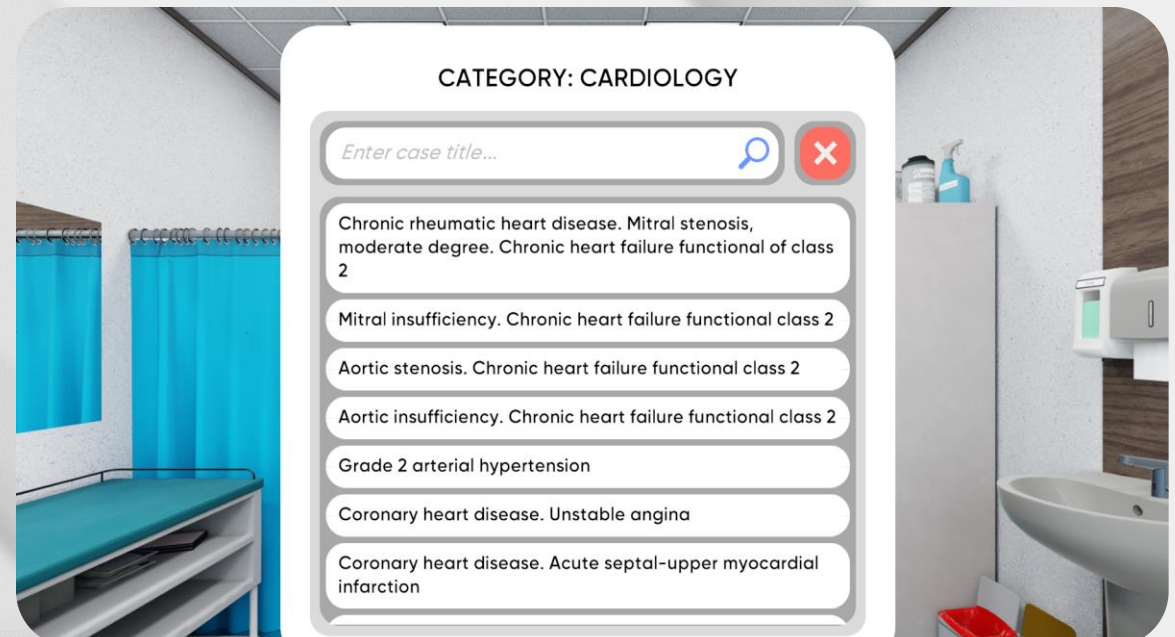 CATEGORY: CARDIOLOGY
Enter case title...
Chronic rheumatic heart disease. Mitral stenosis,
moderate degree. Chronic heart failure functional of class
2
Mitral insufficiency. Chronic heart failure functional class 2
Aortic stenosis. Chronic heart failure functional class 2
Aortic insufficiency. Chronic heart failure functional class 2
Grade 2 arterial hypertension
Coronary heart disease. Unstable angina
Coronary heart disease. Acute septal-upper myocardial
infarction